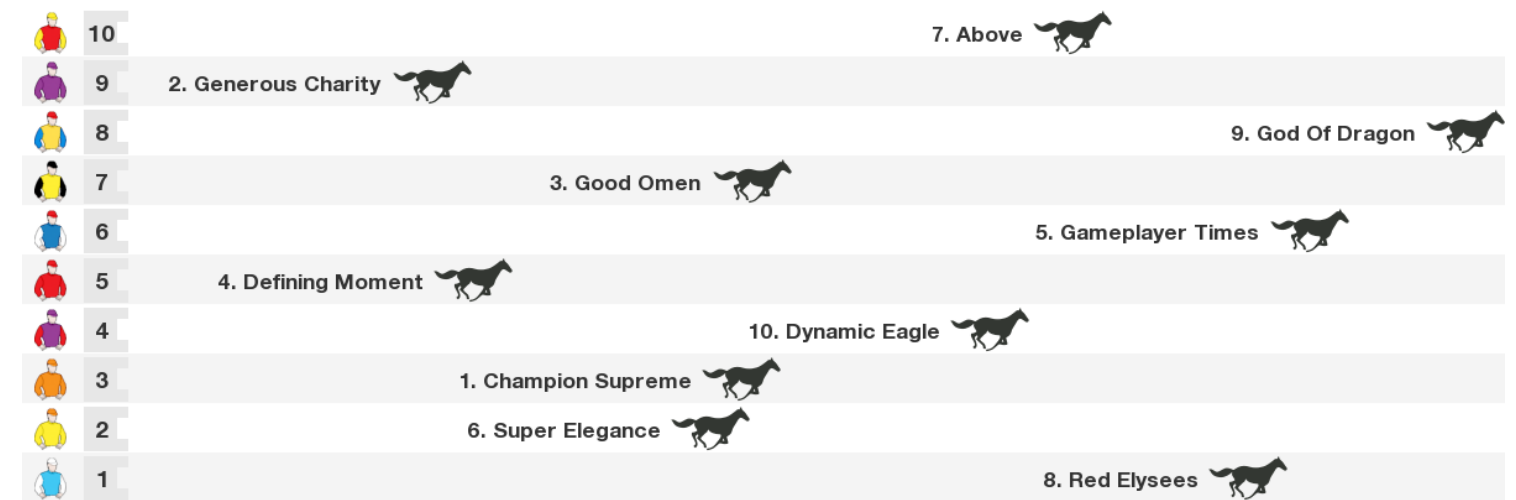 10 7. Above
9 2. Generous Charity
8 9. God Of Dragon
7 3. Good Omen
6 5. Gameplayer Times
5 4. Defining Moment
4 10. Dynamic Eagle
3 1. Champion Supreme
2 6. Super Elegance
1 8. Red Elysees